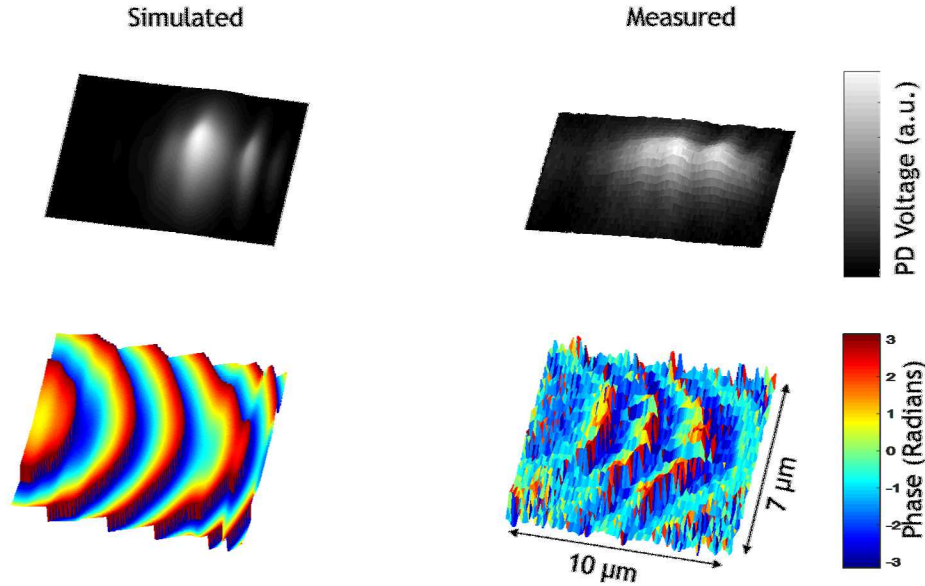 Simulated
Measured
PD Voltage (a.u.)
3
2
1
0
-1
-2
-3
Phase (Radians)
7 µm
10 µm